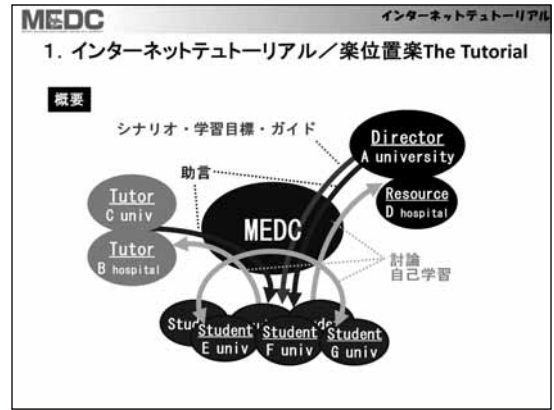 MEDC
インターネットテュトーリアル
1．インターネットテュトーリアル／楽位置楽The Tutorial
概要
シナリオ・学習目標・ガイド
Director
A university
助言
Resource
D hospital
Tutor
C univ
MEDC
Tutor
B hospital
討論
自己学習
Student
E univ
Student
F univ
Student
G univ